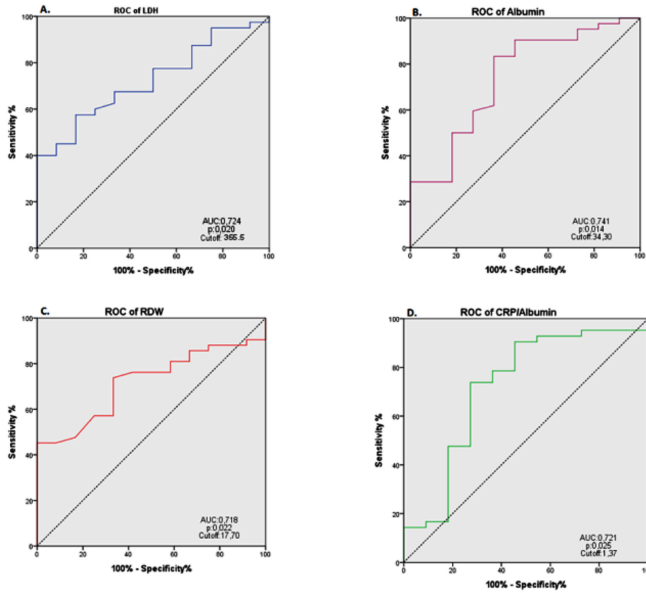 A.
ROC of LDH
100
80
60
40
20
0
Sensitivity %
0 20 40 60 80 100
100% - Specificity%
AUC:0,724
p:0,020
Cutoff: 365.5
B.
ROC of Albumin
100
80
60
40
20
0
Sensitivity %
0 20 40 60 80 100
100% - Specificity%
AUC:0,741
p:0,014
Cutoff:34,30
C.
ROC of RDW
100
80
60
40
20
0
Sensitivity %
0 20 40 60 80 100
100% - Specificity%
AUC:0,718
p:0,022
Cutoff:17,70
D.
ROC of CRP/Albumin
100
80
60
40
20
0
Sensitivity %
0 20 40 60 80
100% - Specificity%
AUC:0,721
p:0,025
Cutoff:1,37